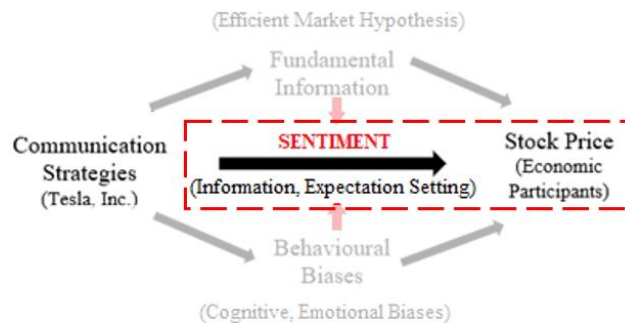 (Efficient Market Hypothesis)
Fundamental
Information
Communication
Strategies
(Tesla, Inc.)
SENTIMENT
(Information, Expectation Setting)
Stock Price
(Economic
Participants)
Behavioural
Biases
(Cognitive, Emotional Biases)